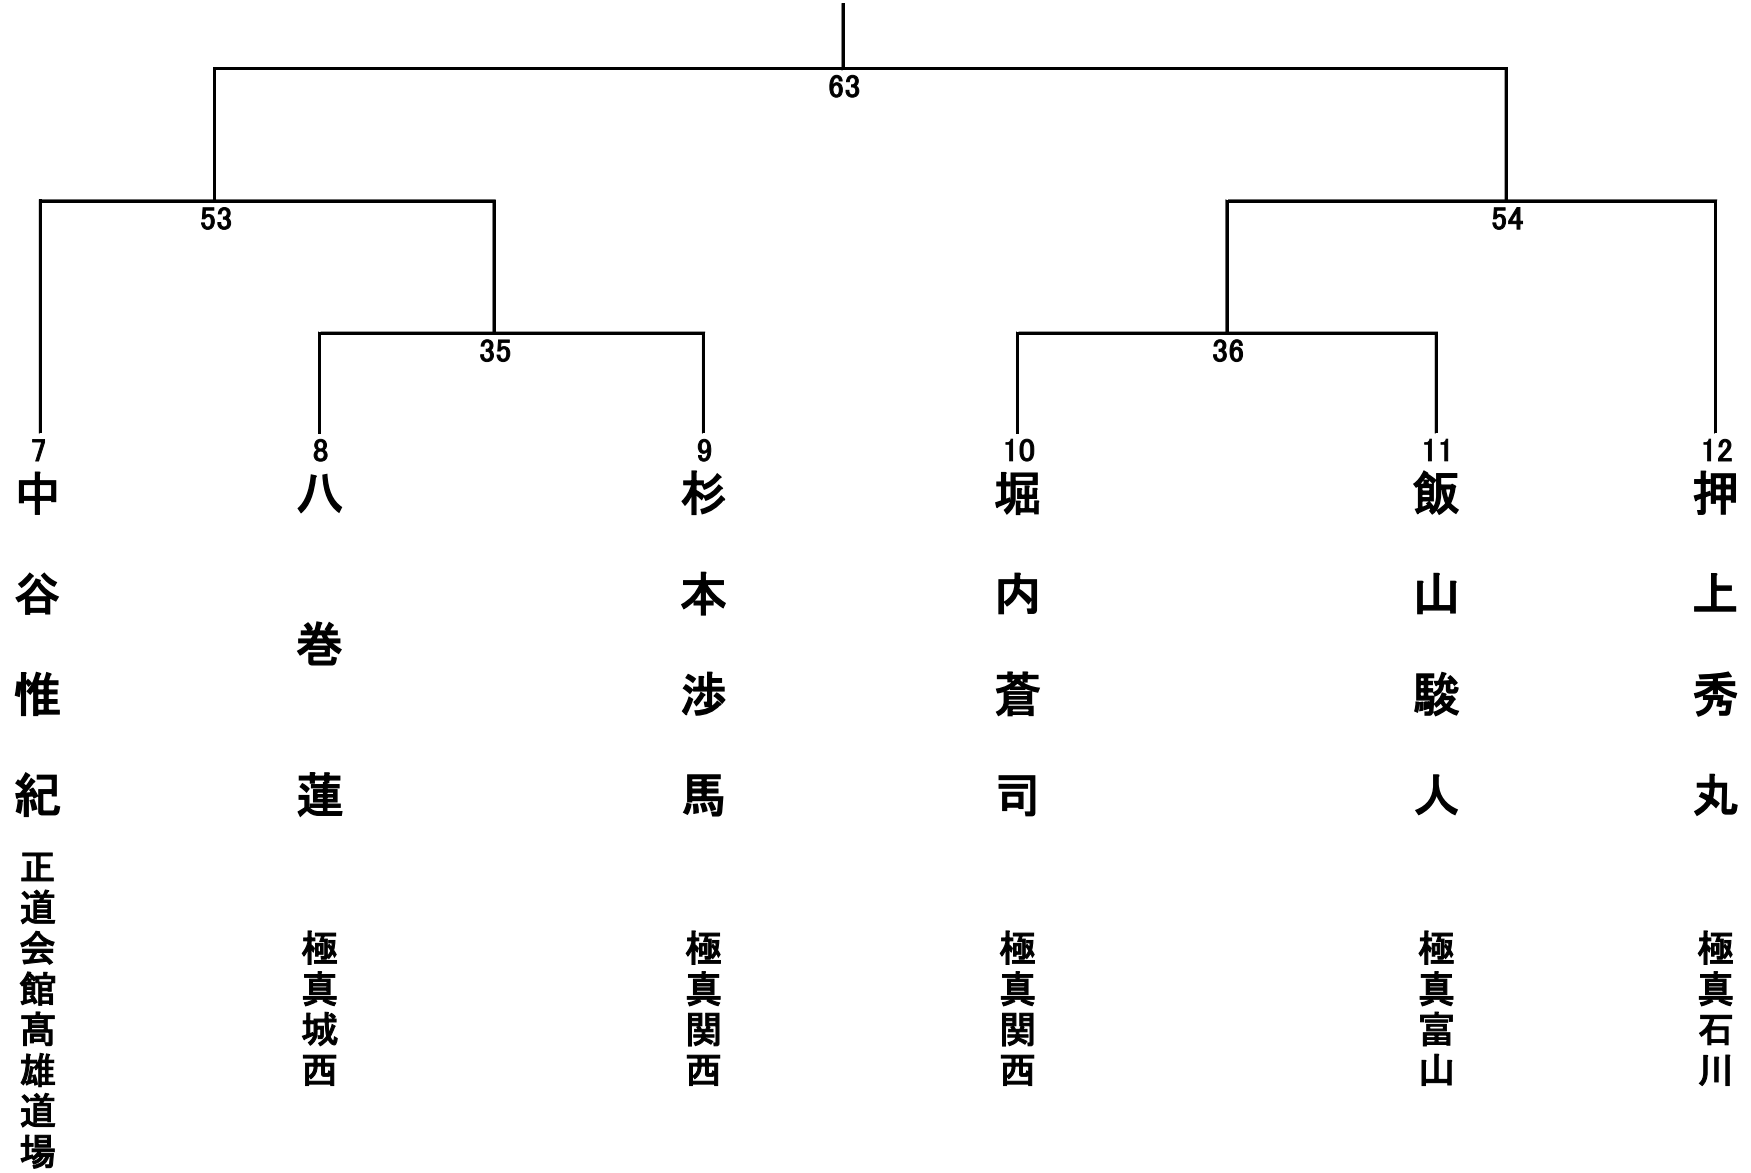 63
53
54
35
36
7
8
9
10
11
12
中谷惟紀
八巻蓮
杉本渉馬
堀内蒼司
飯山駿人
押上秀丸
正道会館髙雄道場
極真城西
極真関西
極真関西
極真富山
極真石川